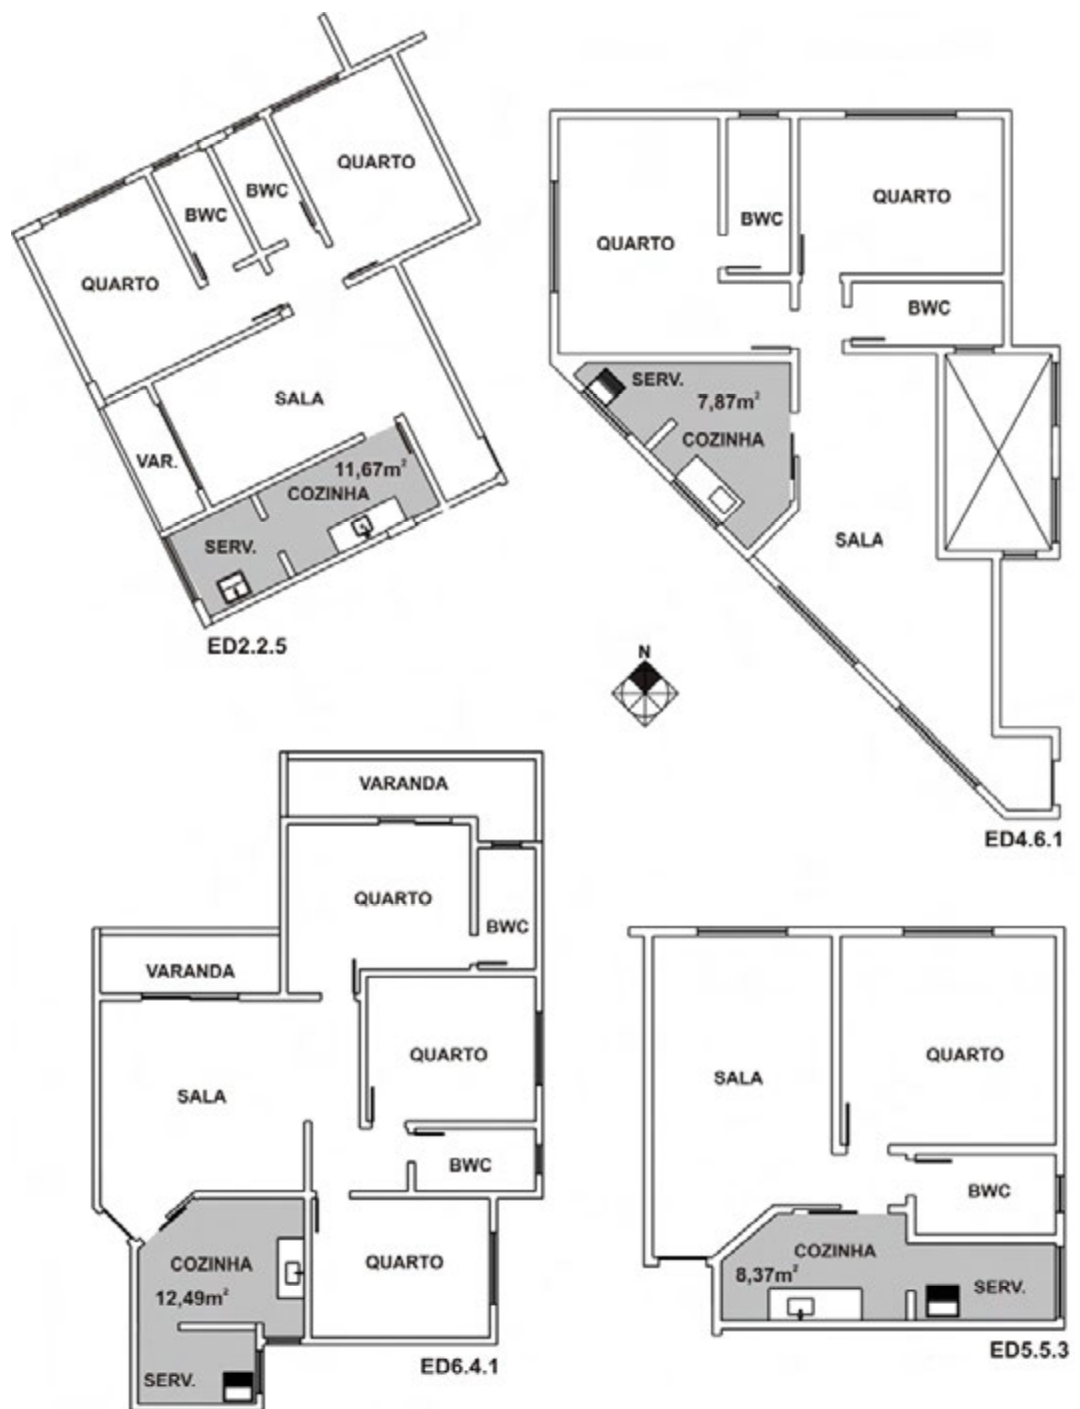 QUARTO
BWC
BWC
QUARTO
SALA
VAR.
11,67m²
COZINHA
SERV.
ED2.2.5
QUARTO
BWC
QUARTO
BWC
SERV.
7,87m²
COZINHA
SALA
ED4.6.1
N
VARANDA
QUARTO
BWC
VARANDA
QUARTO
SALA
BWC
COZINHA
12,49m²
QUARTO
SERV.
ED6.4.1
SALA
QUARTO
BWC
COZINHA
8,37m²
SERV.
ED5.5.3